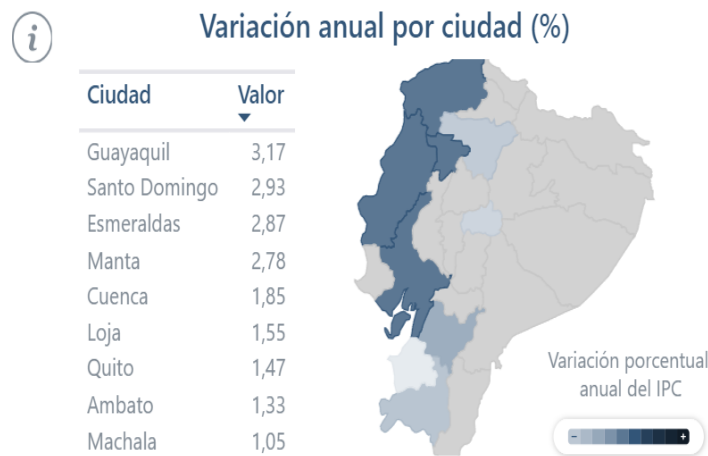 i
Variación anual por ciudad (%)
Ciudad Valor
Guayaquil 3,17
Santo Domingo 2,93
Esmeraldas 2,87
Manta 2,78
Cuenca 1,85
Loja 1,55
Quito 1,47
Ambato 1,33
Machala 1,05
Variación porcentual
anual del IPC
− +